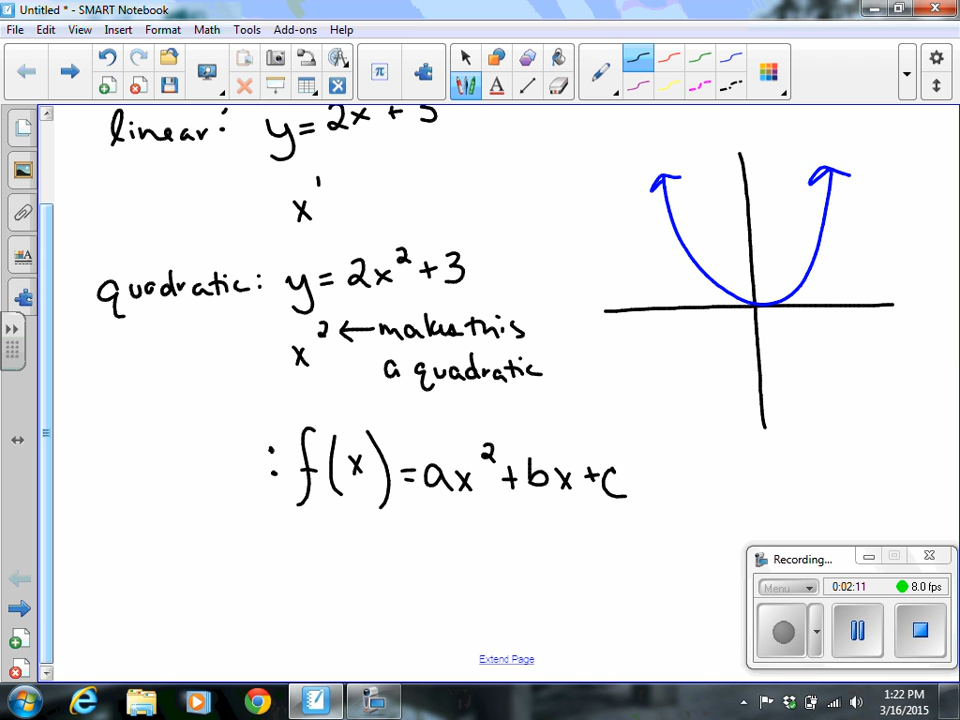 Untitled * - SMART Notebook
File Edit View Insert Format Math Tools Add-ons Help
linear: y = 2x + 3
x¹
quadratic: y = 2x² + 3
x² ← makes this
a quadratic
: f(x) = ax² + bx + c
Recording...
Menu
0:02:11
8.0 fps
Extend Page
1:22 PM
3/16/2015